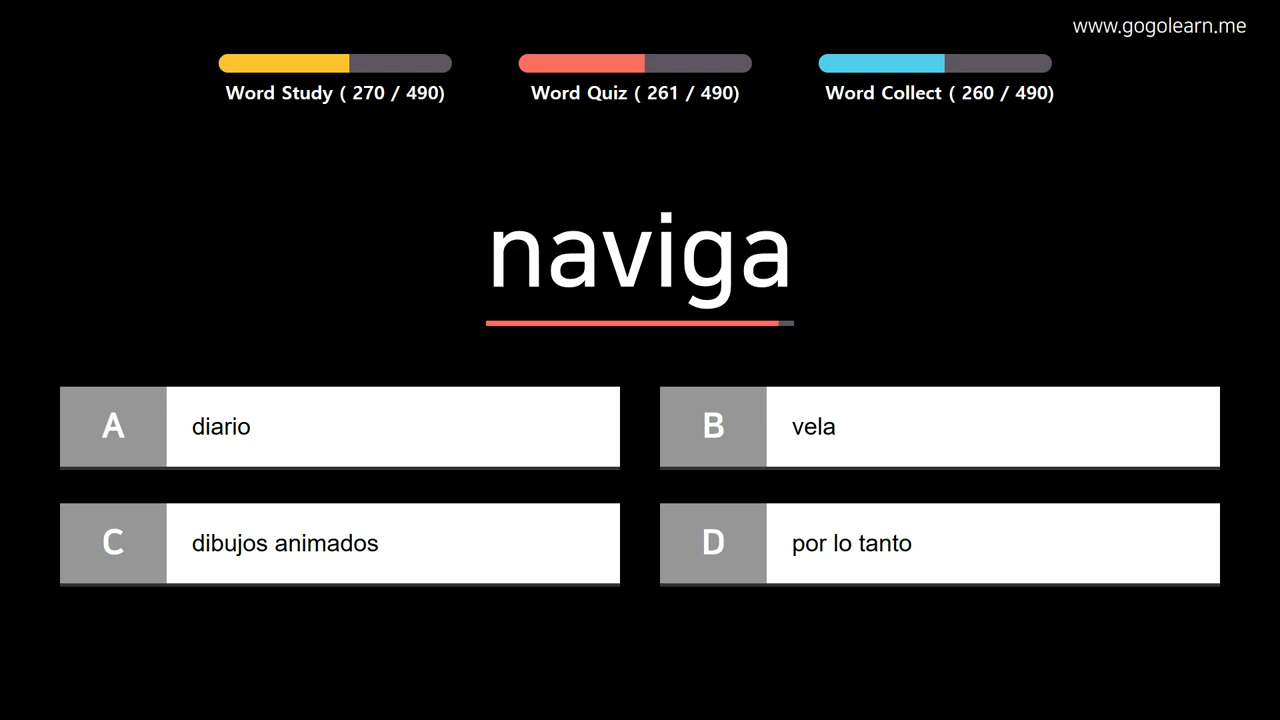 www.gogolearn.me
Word Study ( 270 / 490)
Word Quiz ( 261 / 490)
Word Collect ( 260 / 490)
naviga
A diario
B vela
C dibujos animados
D por lo tanto